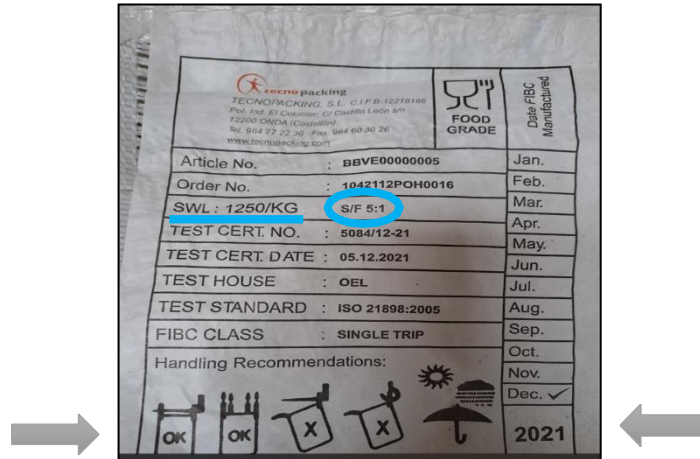 tecno packing
TECNOPACKING, S.L. C.I.F B-12218186
Pol. Ind. El Colomer, C/ Castilla León s/n
12200 ONDA (Castellón)
Tel. 964 77 22 36 Fax. 964 60 30 26
www.tecnopacking.com
FOOD
GRADE
Date FIBC
Manufactured
Article No. : BBVE00000005
Jan.
Order No. : 1042112POH0016
Feb.
SWL : 1250/KG S/F 5:1
Mar.
TEST CERT. NO. : 5084/12-21
Apr.
May.
TEST CERT. DATE : 05.12.2021
Jun.
TEST HOUSE : OEL
Jul.
TEST STANDARD : ISO 21898:2005
Aug.
FIBC CLASS : SINGLE TRIP
Sep.
Handling Recommendations:
Oct.
Nov.
Dec. ✓
OK OK X X
2021